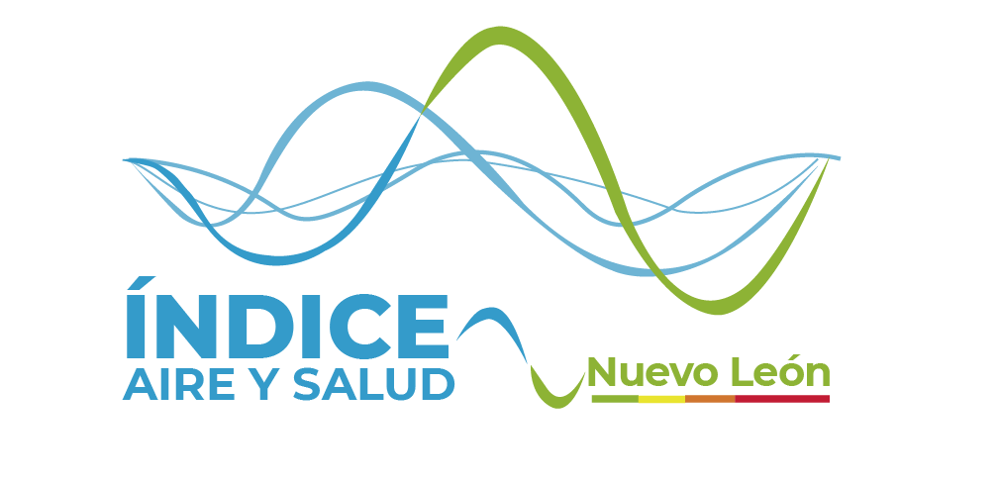 ÍNDICE
AIRE Y SALUD
Nuevo León